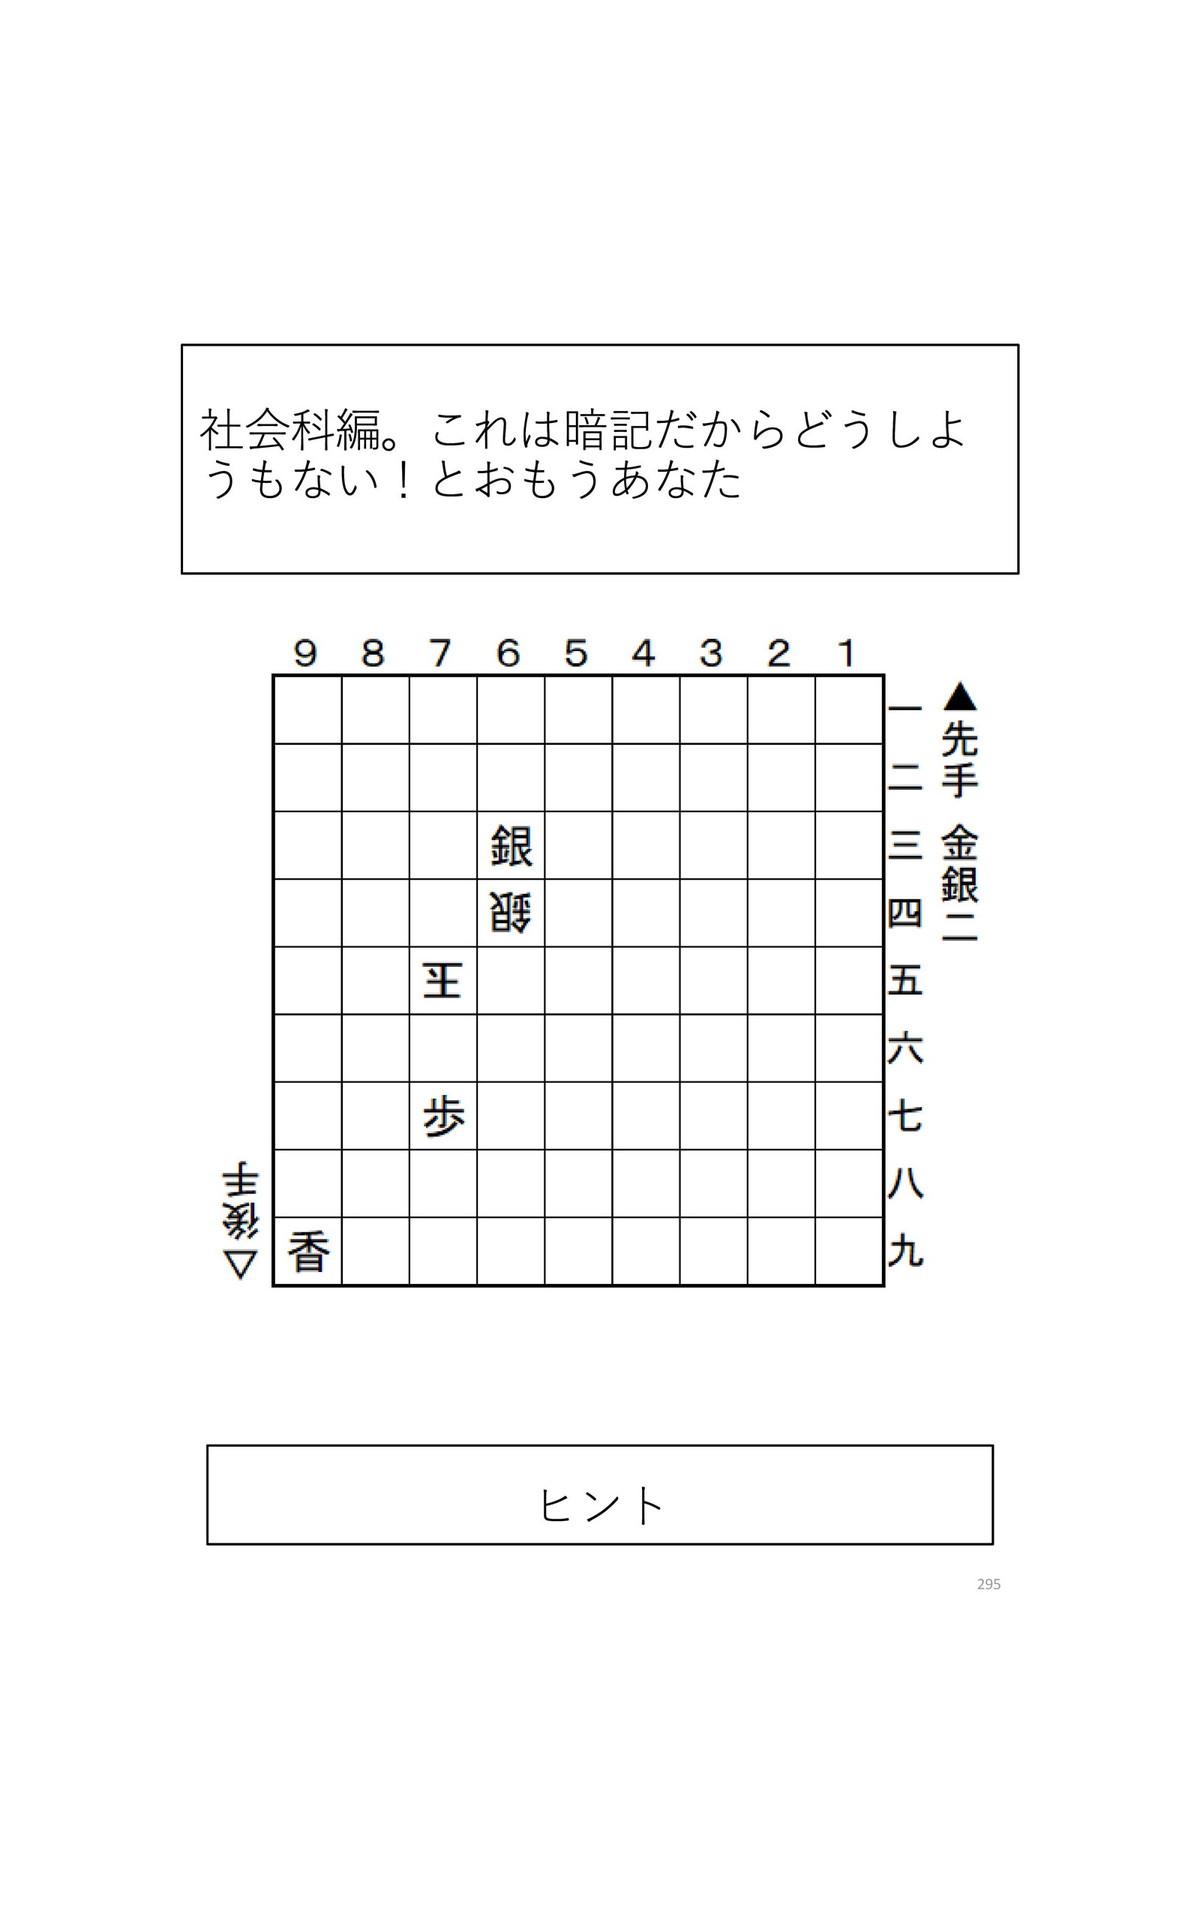 社会科編。これは暗記だからどうしよ
うもない！とおもうあなた
9 8 7 6 5 4 3 2 1
一
二
三
四
五
六
七
八
九
▲先手 金銀二
銀
銀
王
歩
香
△後手
ヒント
295